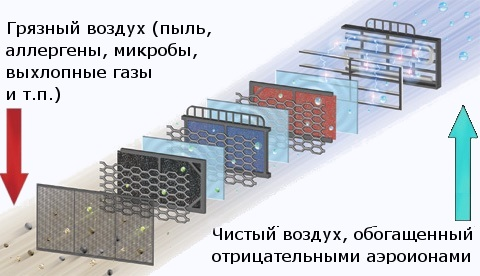 Грязный воздух (пыль,
аллергены, микробы,
выхлопные газы
и т.п.)
Чистый воздух, обогащенный
отрицательными аэроионами